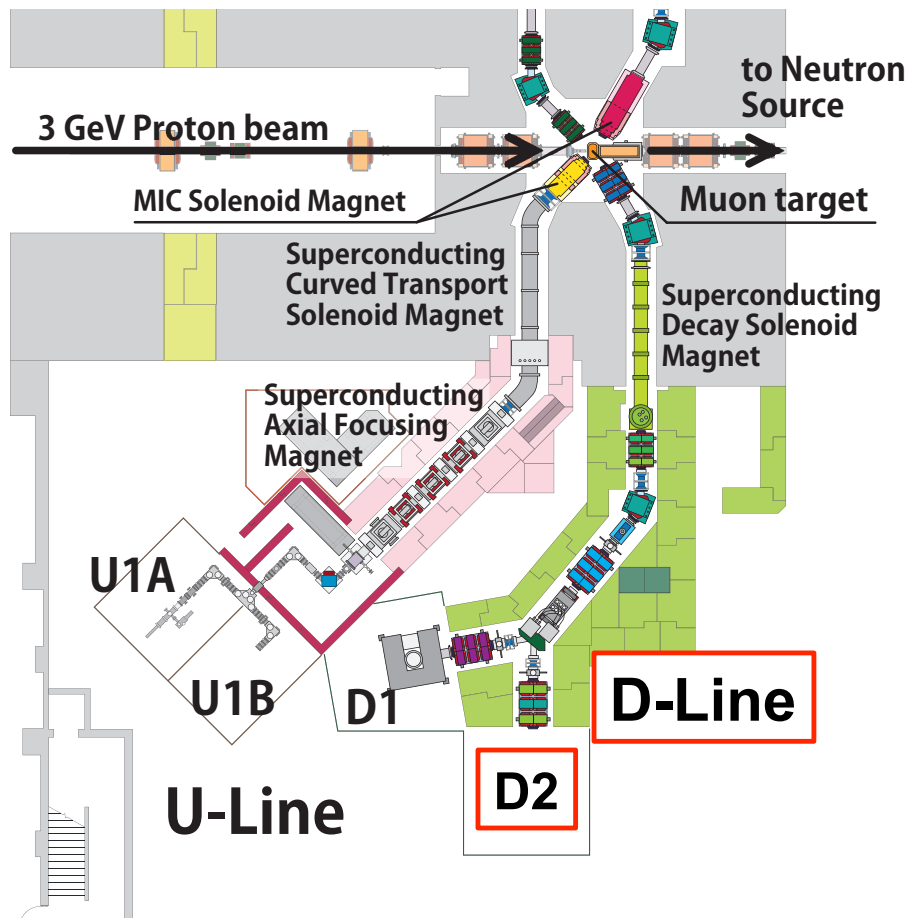 to Neutron
Source
3 GeV Proton beam
MIC Solenoid Magnet
Muon target
Superconducting
Curved Transport
Solenoid Magnet
Superconducting
Decay Solenoid
Magnet
Superconducting
Axial Focusing
Magnet
U1A
U1B
D1
D-Line
D2
U-Line